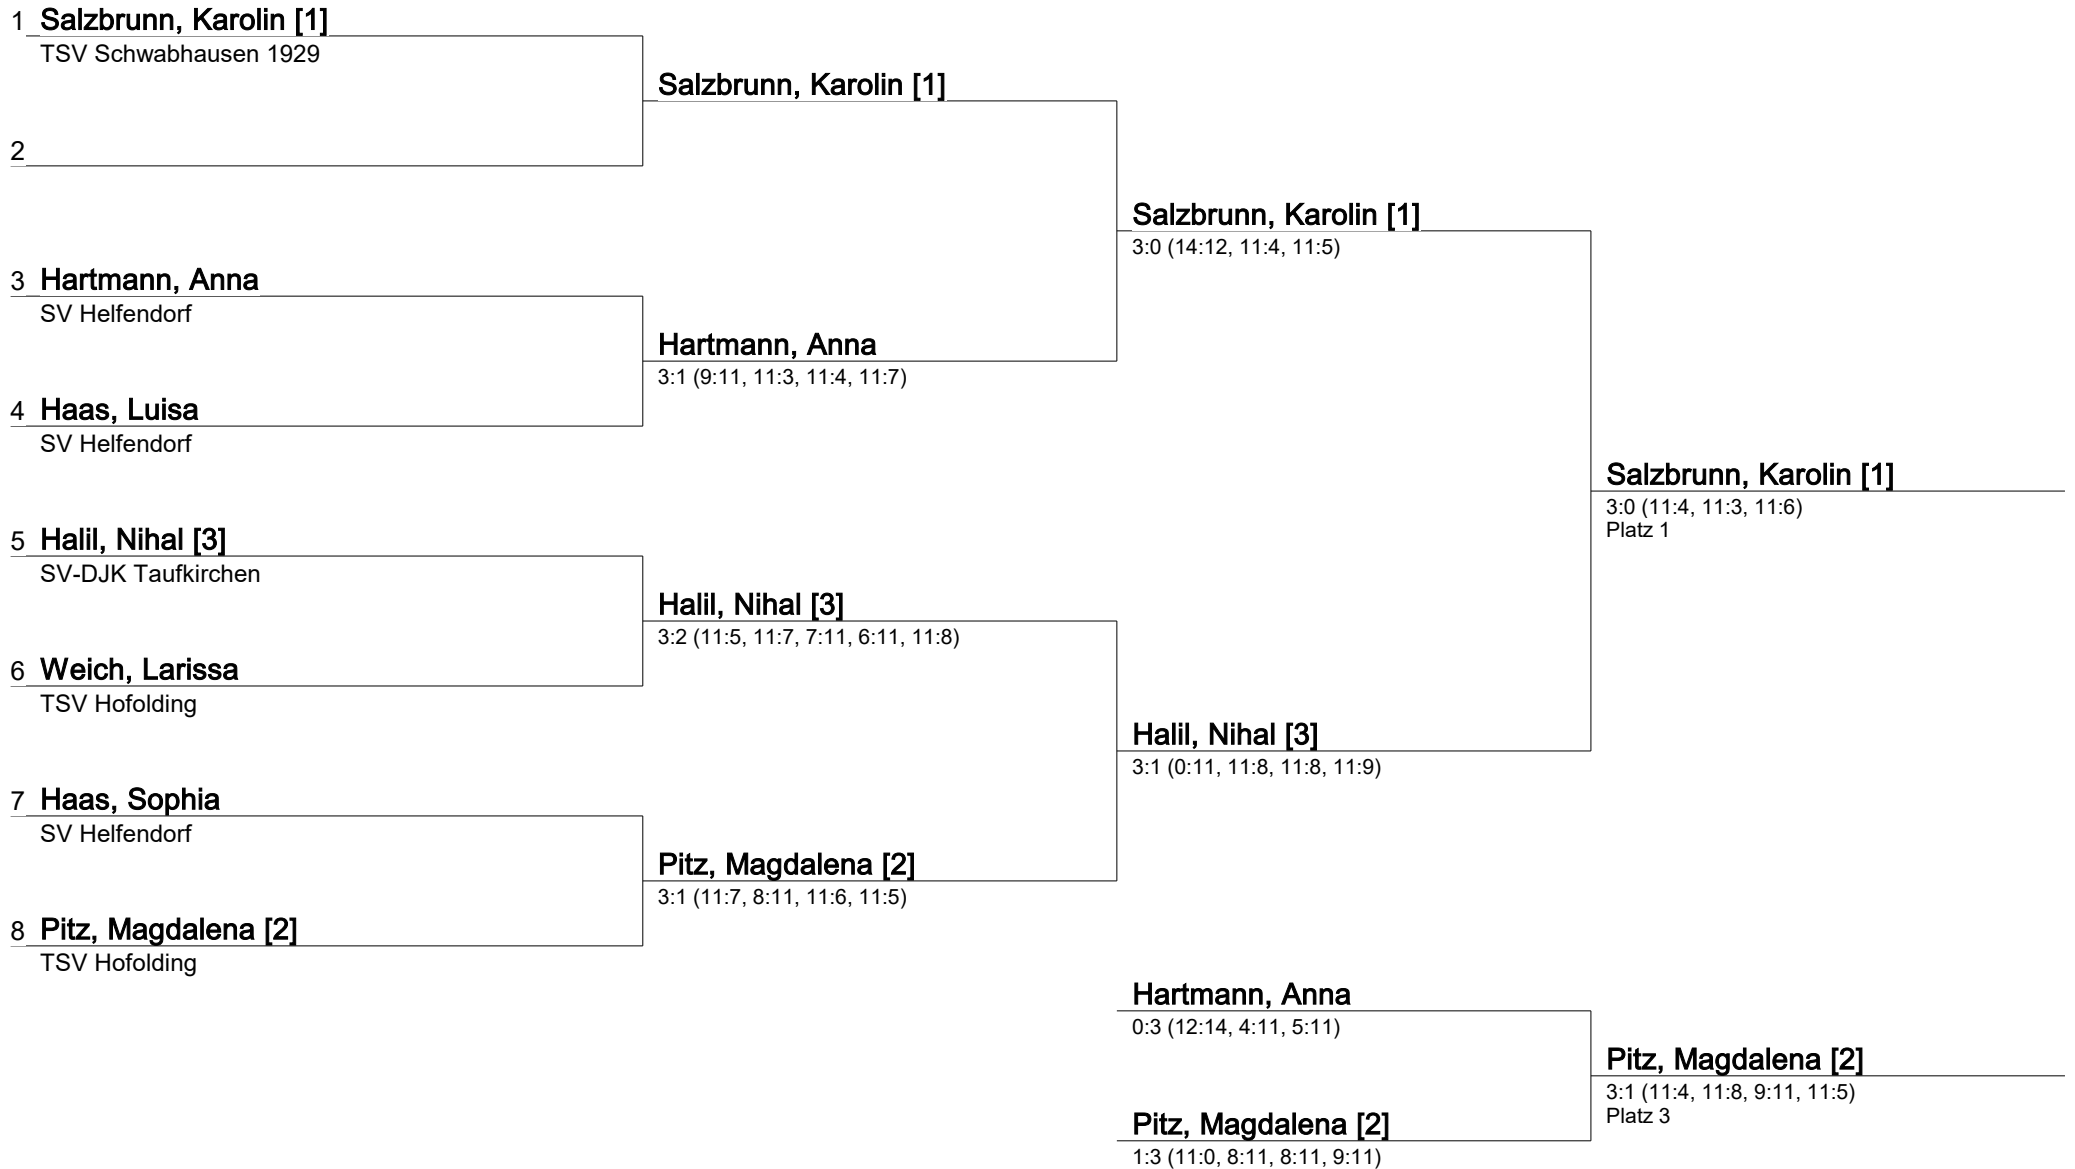 1 Salzbrunn, Karolin [1]
TSV Schwabhausen 1929
Salzbrunn, Karolin [1]
2
Salzbrunn, Karolin [1]
3:0 (14:12, 11:4, 11:5)
3 Hartmann, Anna
SV Helfendorf
Hartmann, Anna
3:1 (9:11, 11:3, 11:4, 11:7)
4 Haas, Luisa
SV Helfendorf
Salzbrunn, Karolin [1]
3:0 (11:4, 11:3, 11:6)
Platz 1
5 Halil, Nihal [3]
SV-DJK Taufkirchen
Halil, Nihal [3]
3:2 (11:5, 11:7, 7:11, 6:11, 11:8)
6 Weich, Larissa
TSV Hofolding
Halil, Nihal [3]
3:1 (0:11, 11:8, 11:8, 11:9)
7 Haas, Sophia
SV Helfendorf
Pitz, Magdalena [2]
3:1 (11:7, 8:11, 11:6, 11:5)
8 Pitz, Magdalena [2]
TSV Hofolding
Hartmann, Anna
0:3 (12:14, 4:11, 5:11)
Pitz, Magdalena [2]
3:1 (11:4, 11:8, 9:11, 11:5)
Platz 3
Pitz, Magdalena [2]
1:3 (11:0, 8:11, 8:11, 9:11)